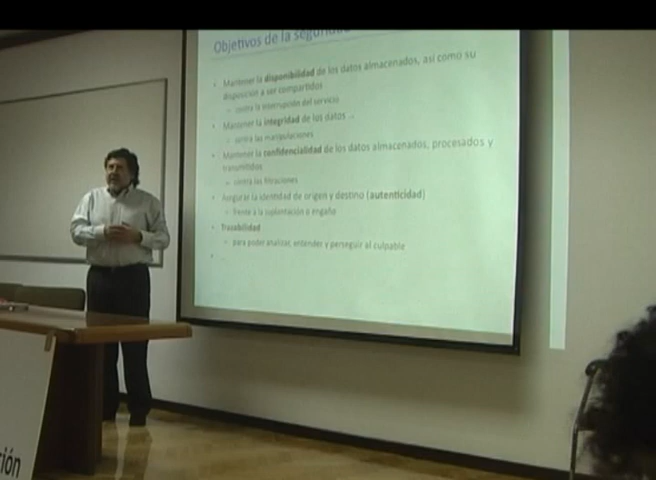 Objetivos de la seguridad
• Mantener la disponibilidad de los datos almacenados, así como su
disposición a ser compartidos
– contra la interrupción del servicio
• Mantener la integridad de los datos ..
– contra las manipulaciones
• Mantener la confidencialidad de los datos almacenados, procesados y
transmitidos
– contra las filtraciones
• Asegurar la identidad de origen y destino (autenticidad)
– frente a la suplantación o engaño
• Trazabilidad
– para poder analizar, entender y perseguir al culpable
• ...
ión